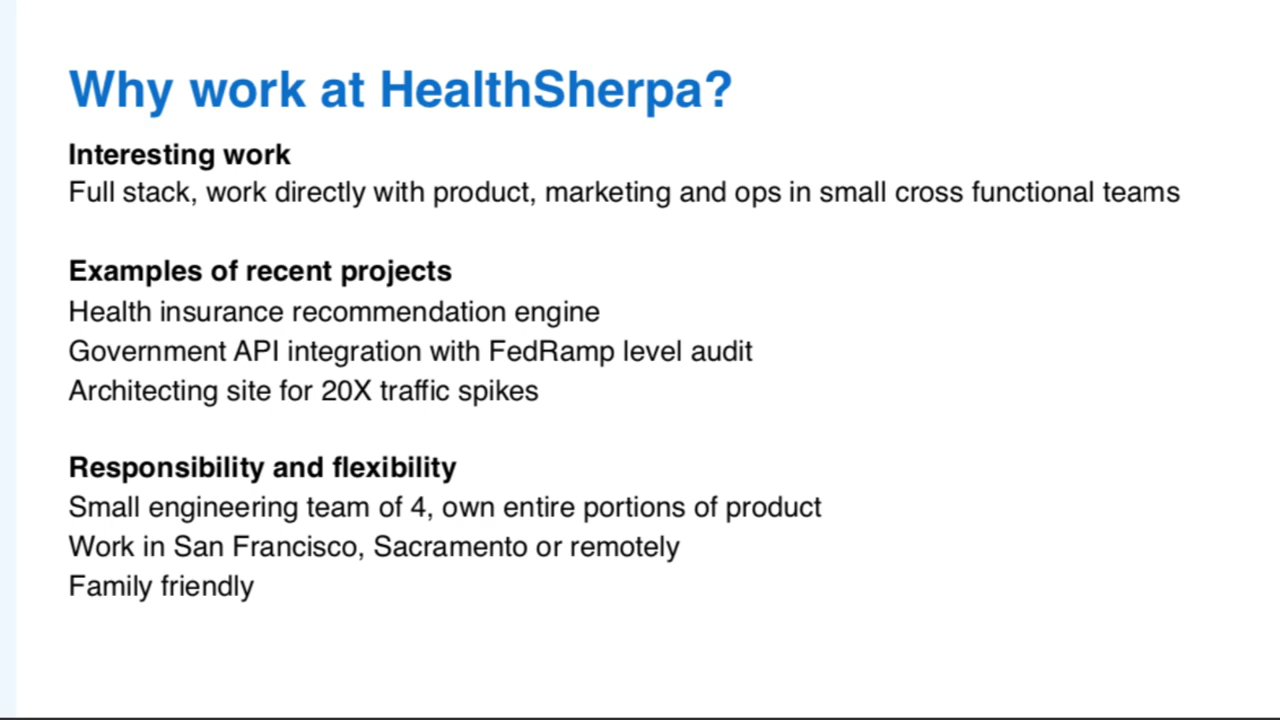 Why work at HealthSherpa?
Interesting work
Full stack, work directly with product, marketing and ops in small cross functional teams
Examples of recent projects
Health insurance recommendation engine
Government API integration with FedRamp level audit
Architecting site for 20X traffic spikes
Responsibility and flexibility
Small engineering team of 4, own entire portions of product
Work in San Francisco, Sacramento or remotely
Family friendly